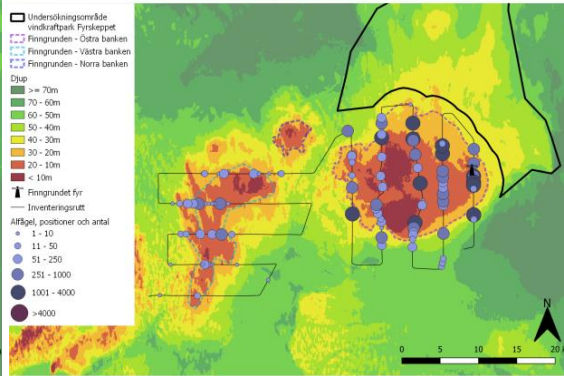 Undersökningsområde
vindkraftpark Fyrskeppet
Finngrunden - Östra banken
Finngrunden - Västra banken
Finngrunden - Norra banken
Djup
>= 70m
70 - 60m
60 - 50m
50 - 40m
40 - 30m
30 - 20m
20 - 10m
< 10m
Finngrundet fyr
Inventeringsrutt
Alfågel, positioner och antal
1 - 10
11 - 50
51 - 250
251 - 1000
1001 - 4000
>4000
N
0 5 10 15 20